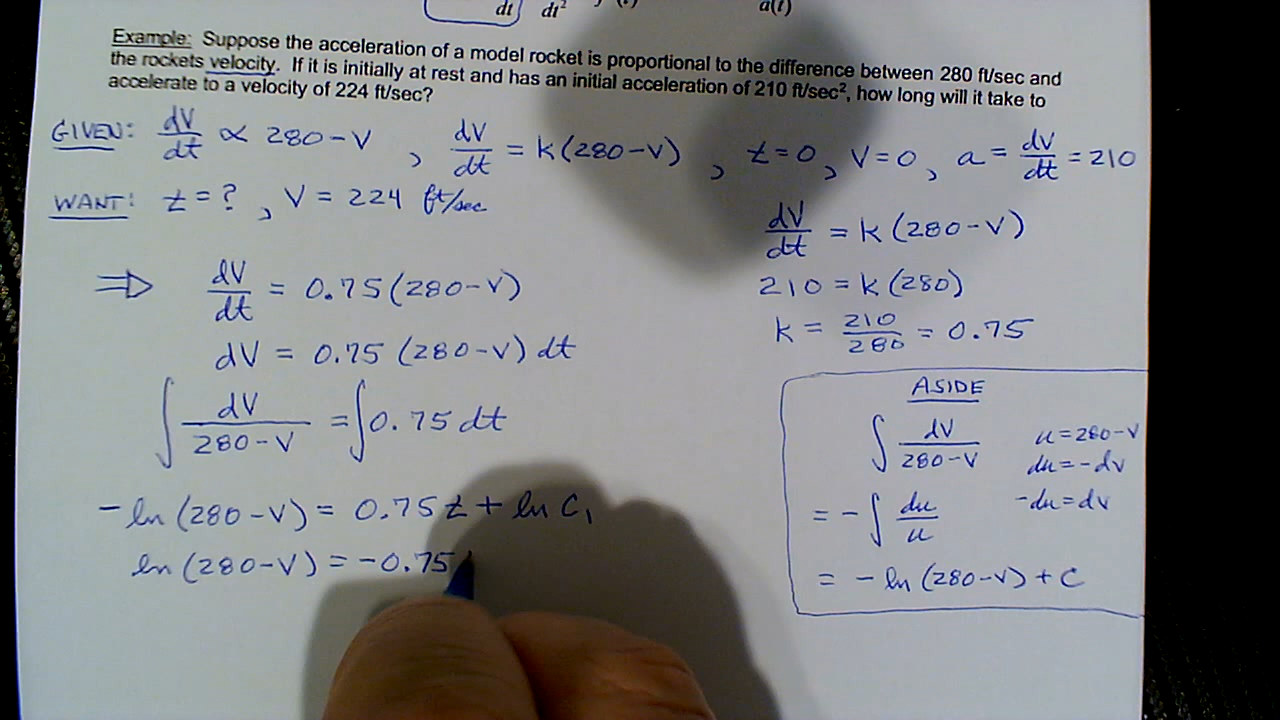 dt dt² a(t)
Example: Suppose the acceleration of a model rocket is proportional to the difference between 280 ft/sec and
the rockets velocity. If it is initially at rest and has an initial acceleration of 210 ft/sec², how long will it take to
accelerate to a velocity of 224 ft/sec?
GIVEN: dV/dt ∝ 280-V , dV/dt = k(280-V) , t=0, V=0, a = dV/dt = 210
WANT: t = ? , V = 224 ft/sec
⇒ dV/dt = 0.75(280-V)
dV = 0.75 (280-V) dt
∫ dV/(280-V) = ∫ 0.75 dt
-ln (280-V) = 0.75 t + ln C₁
ln (280-V) = -0.75
dV/dt = k (280-V)
210 = k(280)
k = 210/280 = 0.75
ASIDE
∫ dV/(280-V) u = 280-V
du = -dV
= -∫ du/u -du = dV
= -ln (280-V) + C